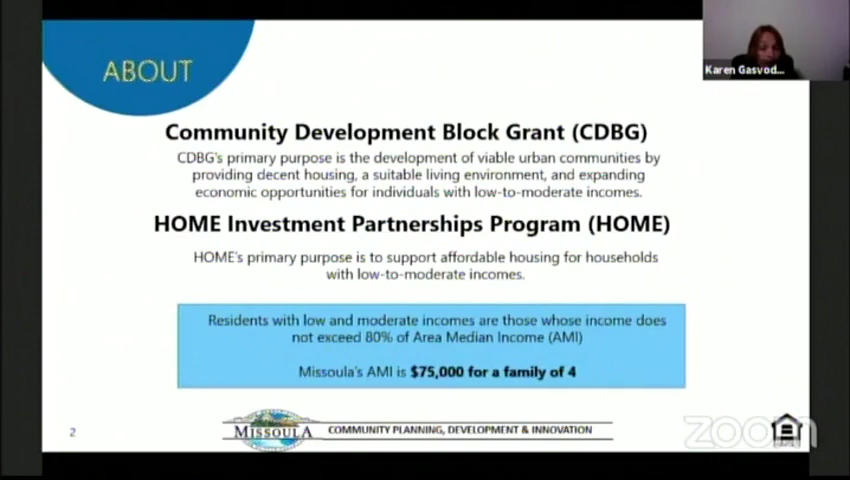 ABOUT
Karen Gasvod...
Community Development Block Grant (CDBG)
CDBG's primary purpose is the development of viable urban communities by
providing decent housing, a suitable living environment, and expanding
economic opportunities for individuals with low-to-moderate incomes.
HOME Investment Partnerships Program (HOME)
HOME's primary purpose is to support affordable housing for households
with low-to-moderate incomes.
Residents with low and moderate incomes are those whose income does
not exceed 80% of Area Median Income (AMI)
Missoula's AMI is $75,000 for a family of 4
2
MISSOULA
COMMUNITY PLANNING, DEVELOPMENT & INNOVATION
zoom